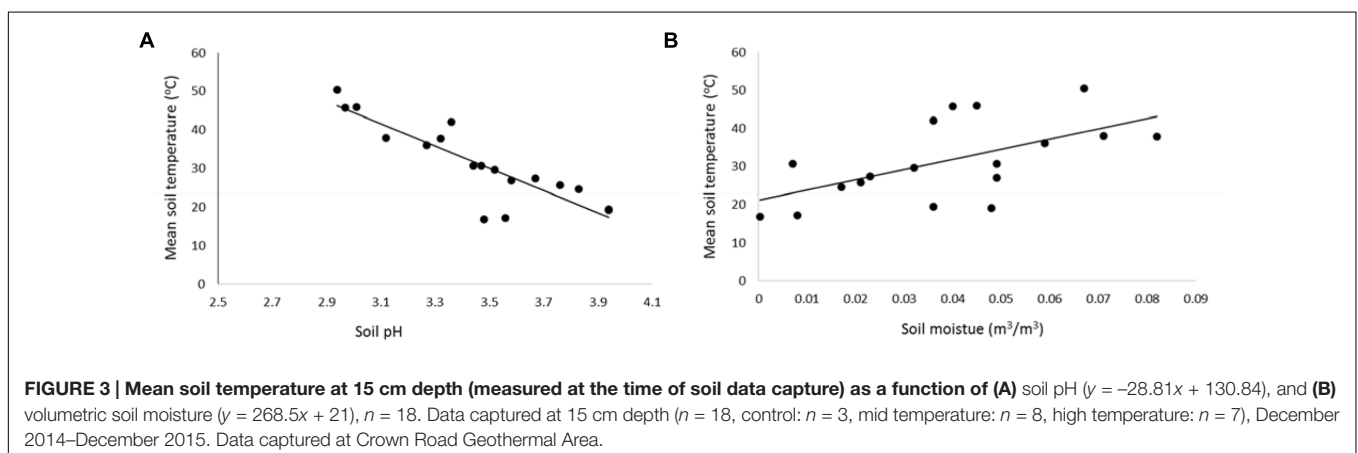 A
Mean soil temperature (°C)
60
50
40
30
20
10
0
2.5 2.7 2.9 3.1 3.3 3.5 3.7 3.9 4.1
Soil pH
B
Mean soil temperature (°C)
60
50
40
30
20
10
0
0 0.01 0.02 0.03 0.04 0.05 0.06 0.07 0.08 0.09
Soil moistue (m³/m³)
FIGURE 3 | Mean soil temperature at 15 cm depth (measured at the time of soil data capture) as a function of (A) soil pH (y = –28.81x + 130.84), and (B)
volumetric soil moisture (y = 268.5x + 21), n = 18. Data captured at 15 cm depth (n = 18, control: n = 3, mid temperature: n = 8, high temperature: n = 7), December
2014–December 2015. Data captured at Crown Road Geothermal Area.